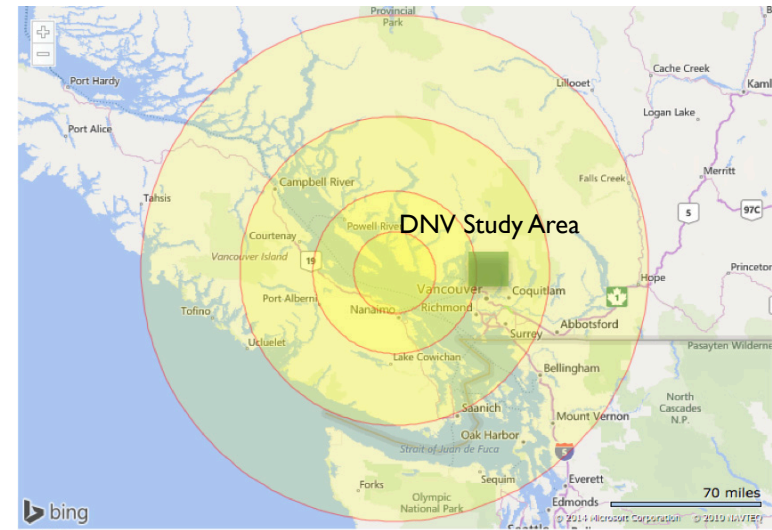 Provincial
Park
+
−
Port Hardy
Cache Creek
Lillooet
Logan Lake
Port Alice
Merritt
Falls Creek
Campbell River
5
97C
Tahsis
Powell River
DNV Study Area
Courtenay
Vancouver Island
19
Hope
Princeton
Vancouver
Coquitlam
1
Port Alberni
Nanaimo
Richmond
Tofino
Abbotsford
Surrey
Ucluelet
Pasayten Wilderne
Lake Cowichan
Bellingham
North
Cascades
N.P.
Saanich
Mount Vernon
Oak Harbor
Strait of Juan de Fuca
5
Sequim
Everett
Forks
Olympic
National Park
Edmonds
70 miles
bing
© 2014 Microsoft Corporation © 2010 NAVTEQ